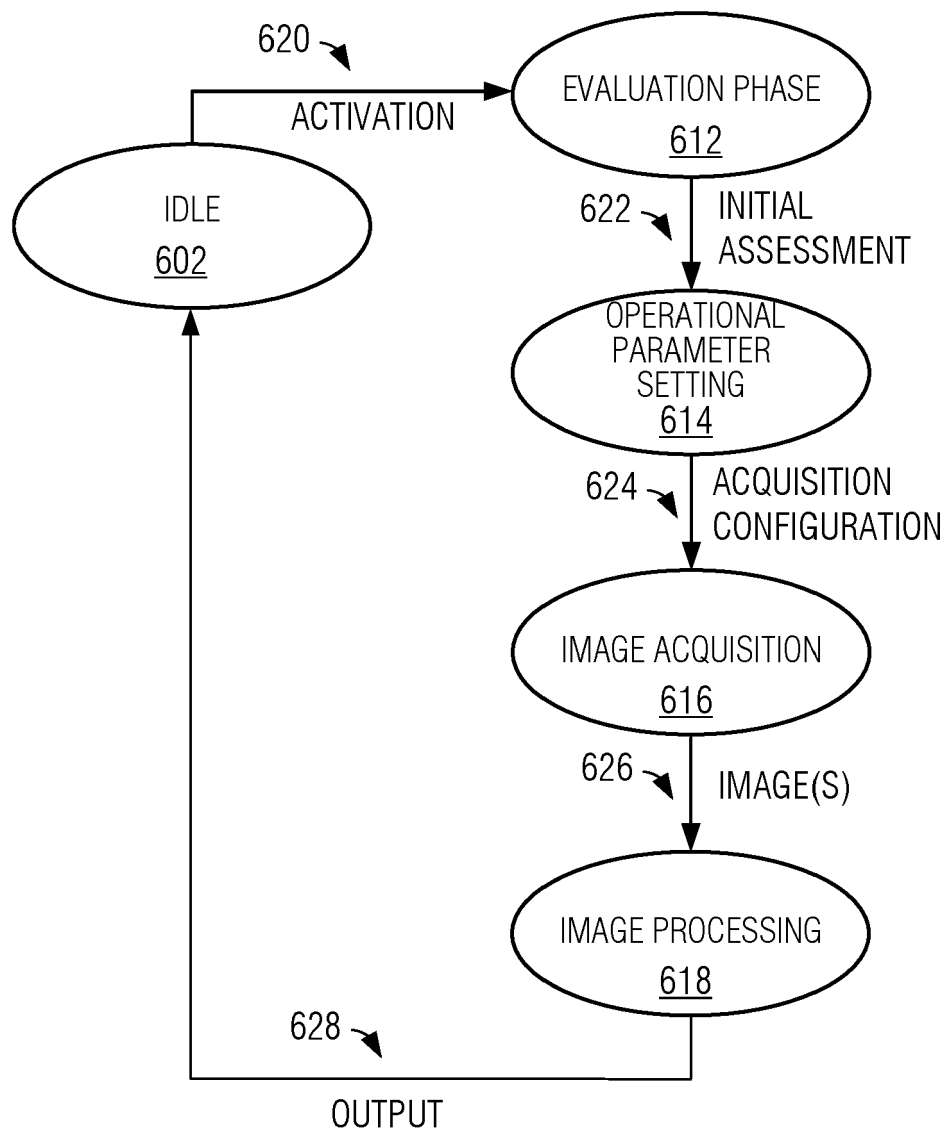 620
ACTIVATION
EVALUATION PHASE
612
IDLE
602
622
INITIAL
ASSESSMENT
OPERATIONAL
PARAMETER
SETTING
614
624
ACQUISITION
CONFIGURATION
IMAGE ACQUISITION
616
626
IMAGE(S)
IMAGE PROCESSING
618
628
OUTPUT